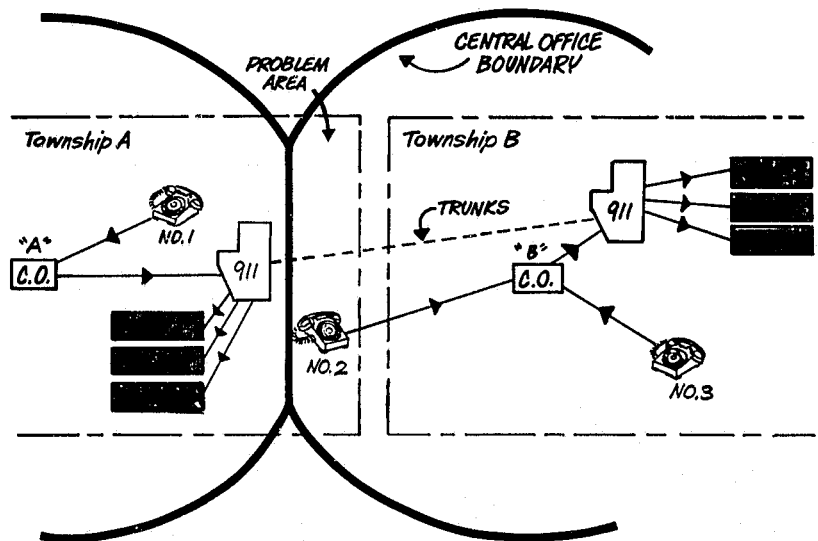 CENTRAL OFFICE
BOUNDARY
PROBLEM
AREA
Township A
Township B
NO.1
"A"
C.O.
911
TRUNKS
911
"B"
C.O.
NO.2
NO.3